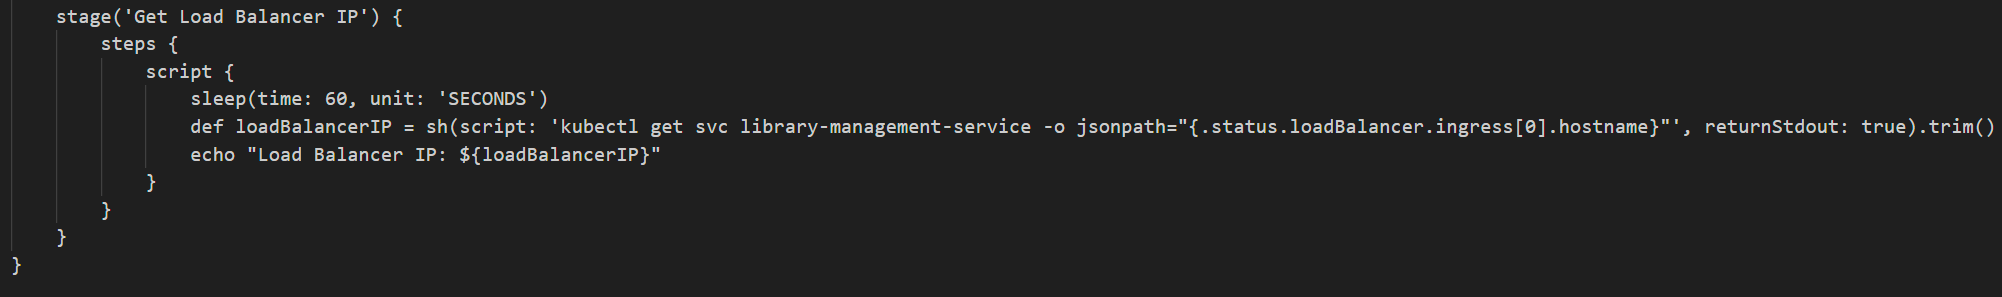 stage('Get Load Balancer IP') {
steps {
script {
sleep(time: 60, unit: 'SECONDS')
def loadBalancerIP = sh(script: 'kubectl get svc library-management-service -o jsonpath="{.status.loadBalancer.ingress[0].hostname}"', returnStdout: true).trim()
echo "Load Balancer IP: ${loadBalancerIP}"
}
}
}
}